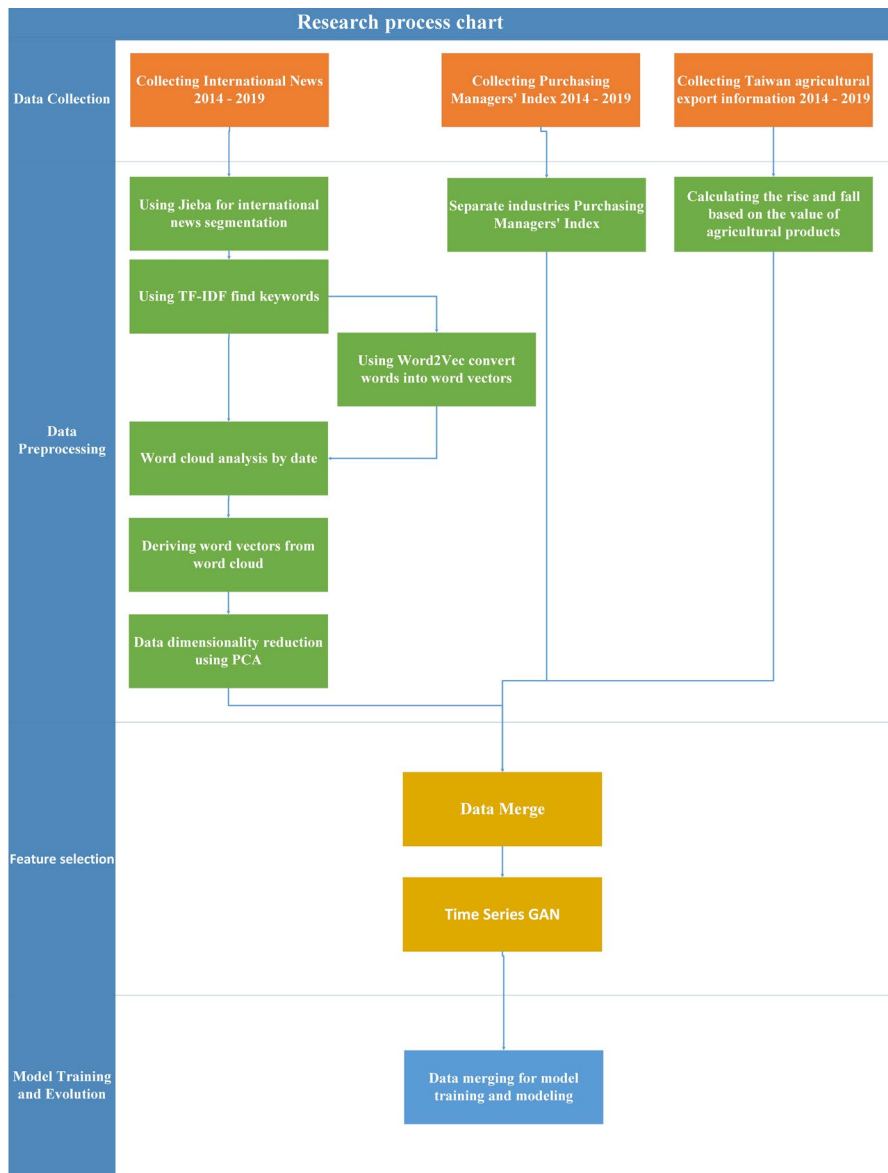 Research process chart
Data Collection
Collecting International News
2014 - 2019
Collecting Purchasing
Managers' Index 2014 - 2019
Collecting Taiwan agricultural
export information 2014 - 2019
Data
Preprocessing
Using Jieba for international
news segmentation
Separate industries Purchasing
Managers' Index
Calculating the rise and fall
based on the value of
agricultural products
Using TF-IDF find keywords
Using Word2Vec convert
words into word vectors
Word cloud analysis by date
Deriving word vectors from
word cloud
Data dimensionality reduction
using PCA
Feature selection
Data Merge
Time Series GAN
Model Training
and Evolution
Data merging for model
training and modeling